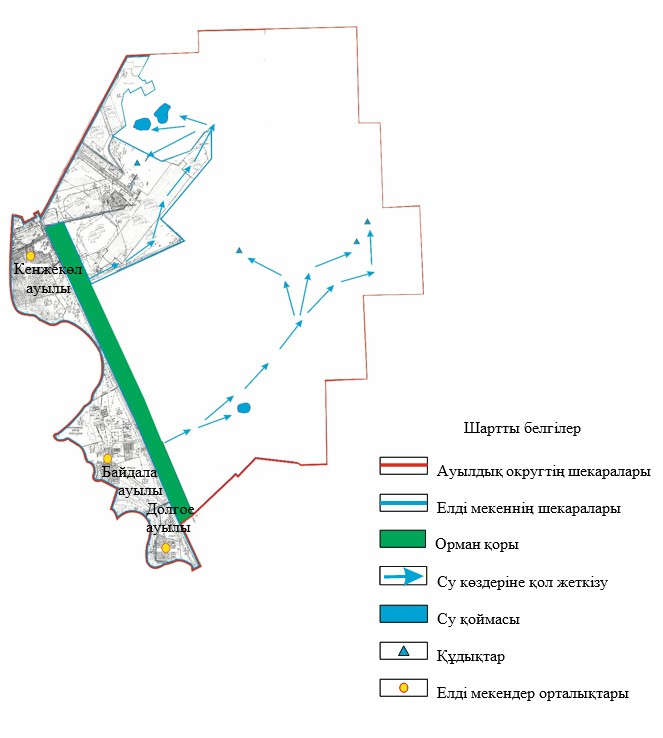 Кенжекөл
ауылы
Байдала
ауылы
Долгое
ауылы
Шартты белгілер
Ауылдық округтің шекаралары
Елді мекеннің шекаралары
Орман қоры
Су көздеріне қол жеткізу
Су қоймасы
Құдықтар
Елді мекендер орталықтары